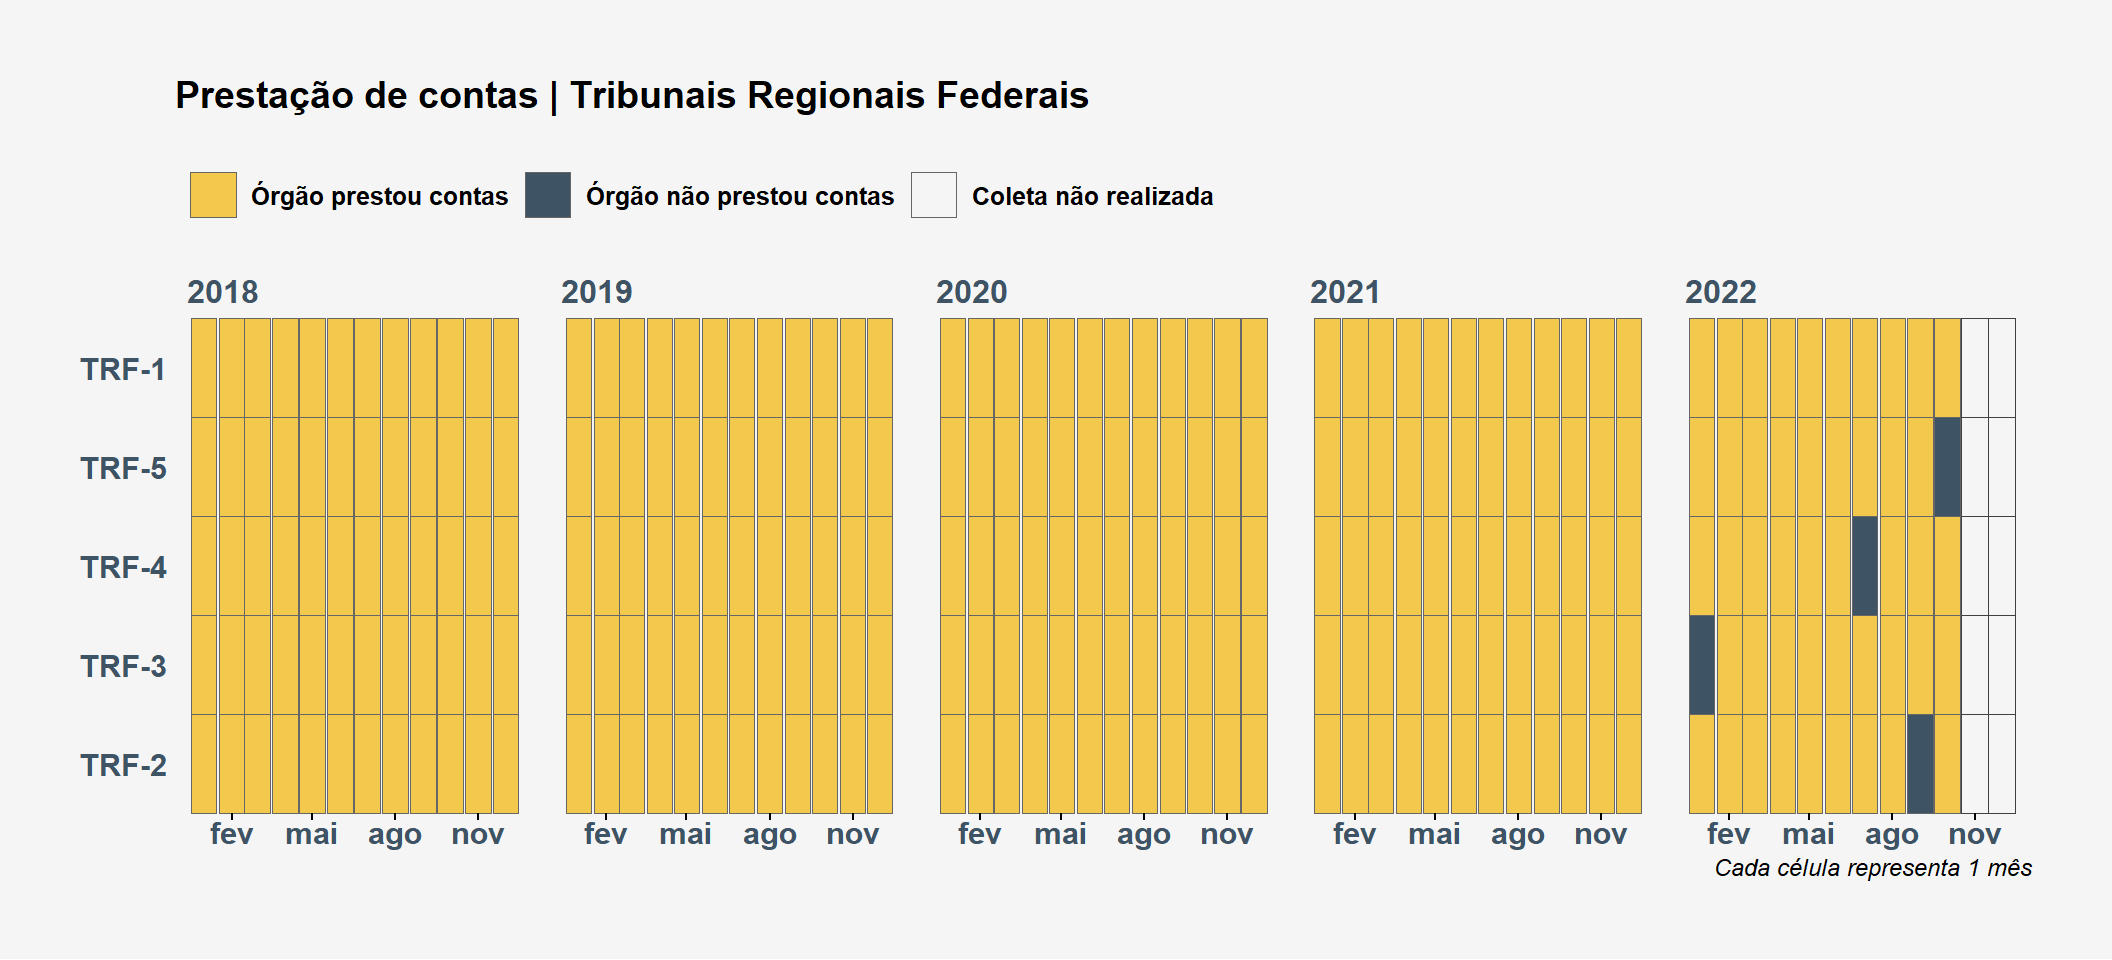 Prestação de contas | Tribunais Regionais Federais
Órgão prestou contas Órgão não prestou contas Coleta não realizada
2018 2019 2020 2021 2022
TRF-1
TRF-5
TRF-4
TRF-3
TRF-2
fev mai ago nov fev mai ago nov fev mai ago nov fev mai ago nov fev mai ago nov
Cada célula representa 1 mês